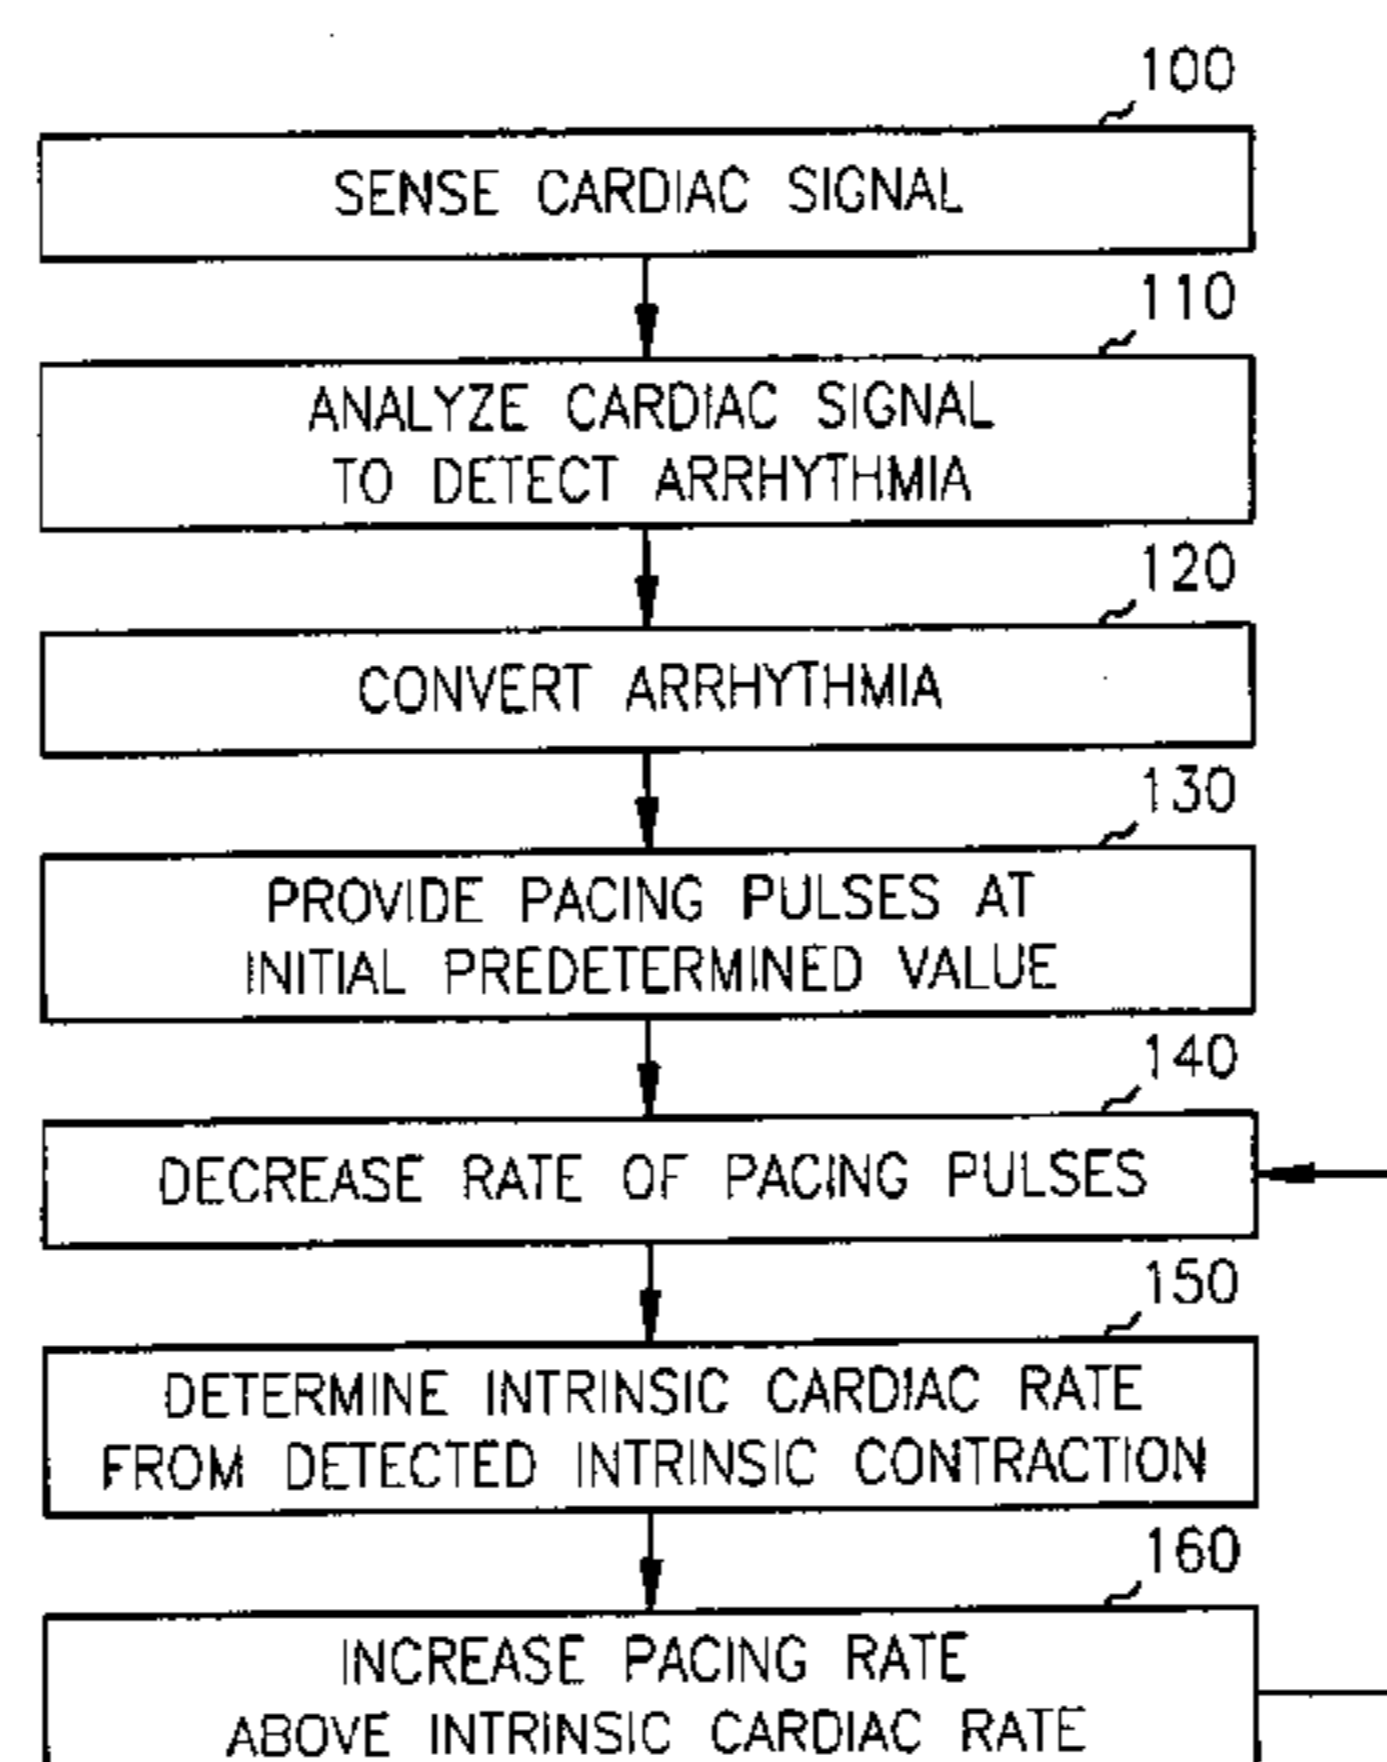 100
SENSE CARDIAC SIGNAL
110
ANALYZE CARDIAC SIGNAL
TO DETECT ARRHYTHMIA
120
CONVERT ARRHYTHMIA
130
PROVIDE PACING PULSES AT
INITIAL PREDETERMINED VALUE
140
DECREASE RATE OF PACING PULSES
150
DETERMINE INTRINSIC CARDIAC RATE
FROM DETECTED INTRINSIC CONTRACTION
160
INCREASE PACING RATE
ABOVE INTRINSIC CARDIAC RATE